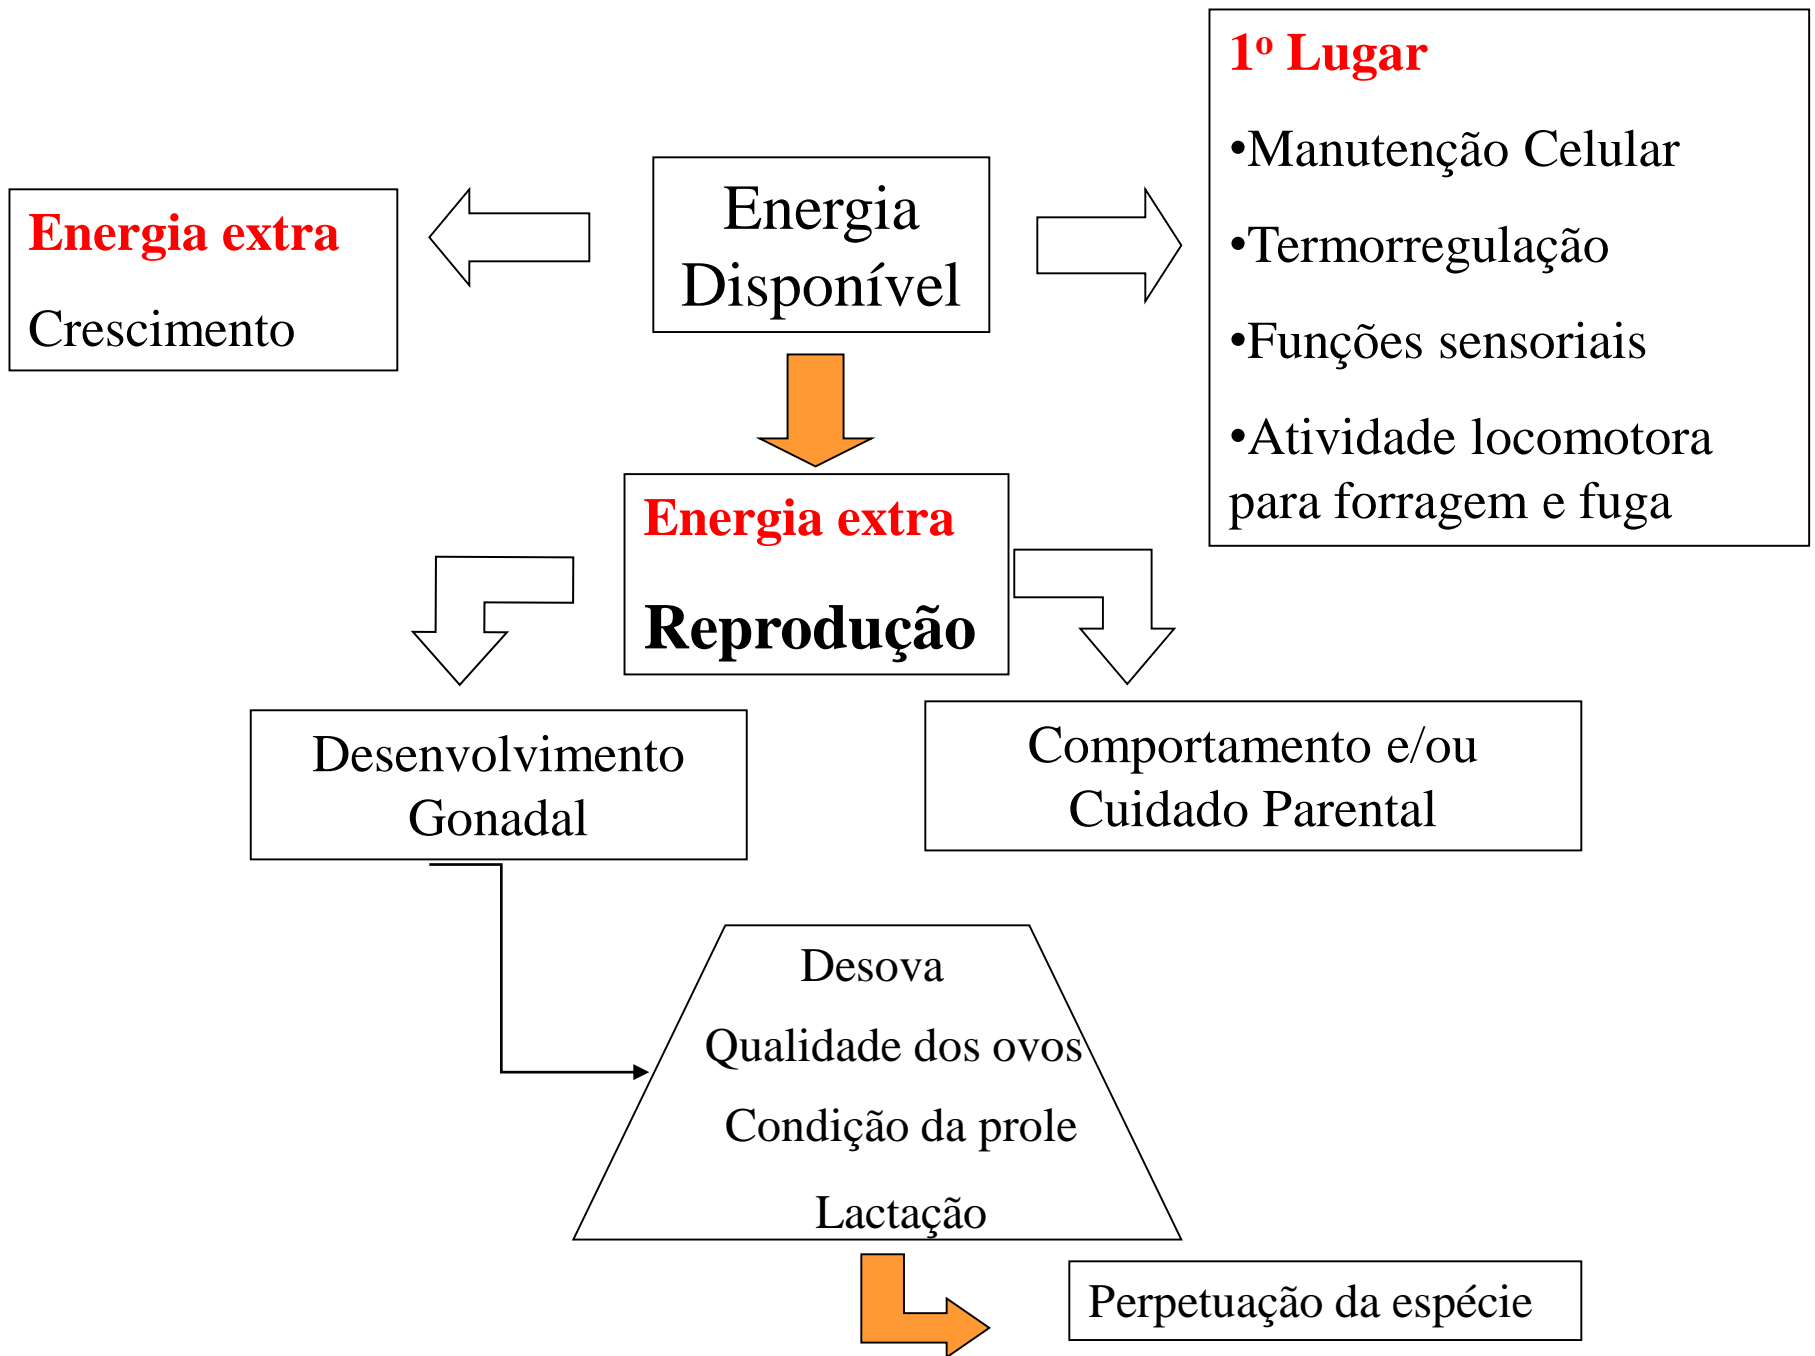 1º Lugar
•Manutenção Celular
•Termorregulação
•Funções sensoriais
•Atividade locomotora
para forragem e fuga
Energia
Disponível
Energia extra
Crescimento
Energia extra
Reprodução
Desenvolvimento
Gonadal
Comportamento e/ou
Cuidado Parental
Desova
Qualidade dos ovos
Condição da prole
Lactação
Perpetuação da espécie